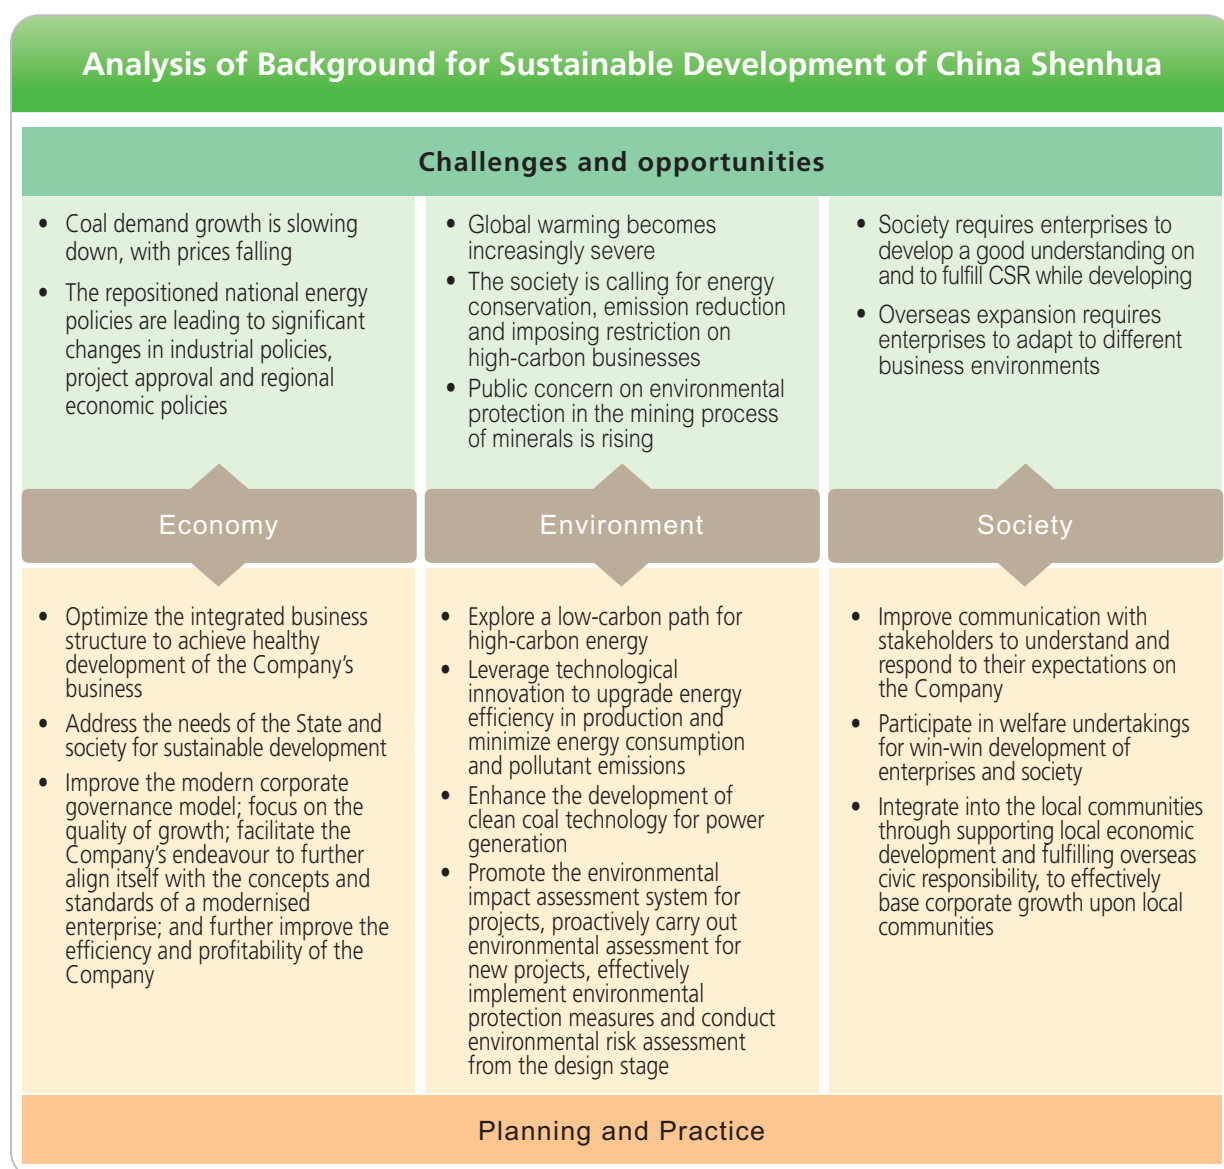 Analysis of Background for Sustainable Development of China Shenhua
Challenges and opportunities
• Coal demand growth is slowing
down, with prices falling
• The repositioned national energy
policies are leading to significant
changes in industrial policies,
project approval and regional
economic policies
• Global warming becomes
increasingly severe
• The society is calling for energy
conservation, emission reduction
and imposing restriction on
high-carbon businesses
• Public concern on environmental
protection in the mining process
of minerals is rising
• Society requires enterprises to
develop a good understanding on
and to fulfill CSR while developing
• Overseas expansion requires
enterprises to adapt to different
business environments
Economy
Environment
Society
• Optimize the integrated business
structure to achieve healthy
development of the Company's
business
• Address the needs of the State and
society for sustainable development
• Improve the modern corporate
governance model; focus on the
quality of growth; facilitate the
Company's endeavour to further
align itself with the concepts and
standards of a modernised
enterprise; and further improve the
efficiency and profitability of the
Company
• Explore a low-carbon path for
high-carbon energy
• Leverage technological
innovation to upgrade energy
efficiency in production and
minimize energy consumption
and pollutant emissions
• Enhance the development of
clean coal technology for power
generation
• Promote the environmental
impact assessment system for
projects, proactively carry out
environmental assessment for
new projects, effectively
implement environmental
protection measures and conduct
environmental risk assessment
from the design stage
• Improve communication with
stakeholders to understand and
respond to their expectations on
the Company
• Participate in welfare undertakings
for win-win development of
enterprises and society
• Integrate into the local communities
through supporting local economic
development and fulfilling overseas
civic responsibility, to effectively
base corporate growth upon local
communities
Planning and Practice